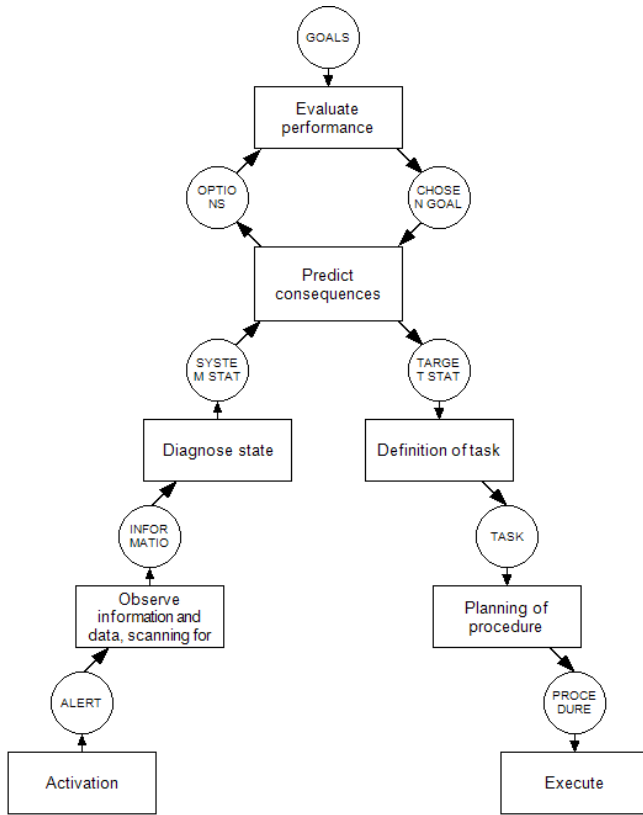 GOALS
Evaluate
performance
OPTIO
NS
CHOSE
N GOAL
Predict
consequences
SYSTE
M STAT
TARGE
T STAT
Diagnose state
Definition of task
INFOR
MATIO
TASK
Observe
information and
data, scanning for
Planning of
procedure
ALERT
PROCE
DURE
Activation
Execute